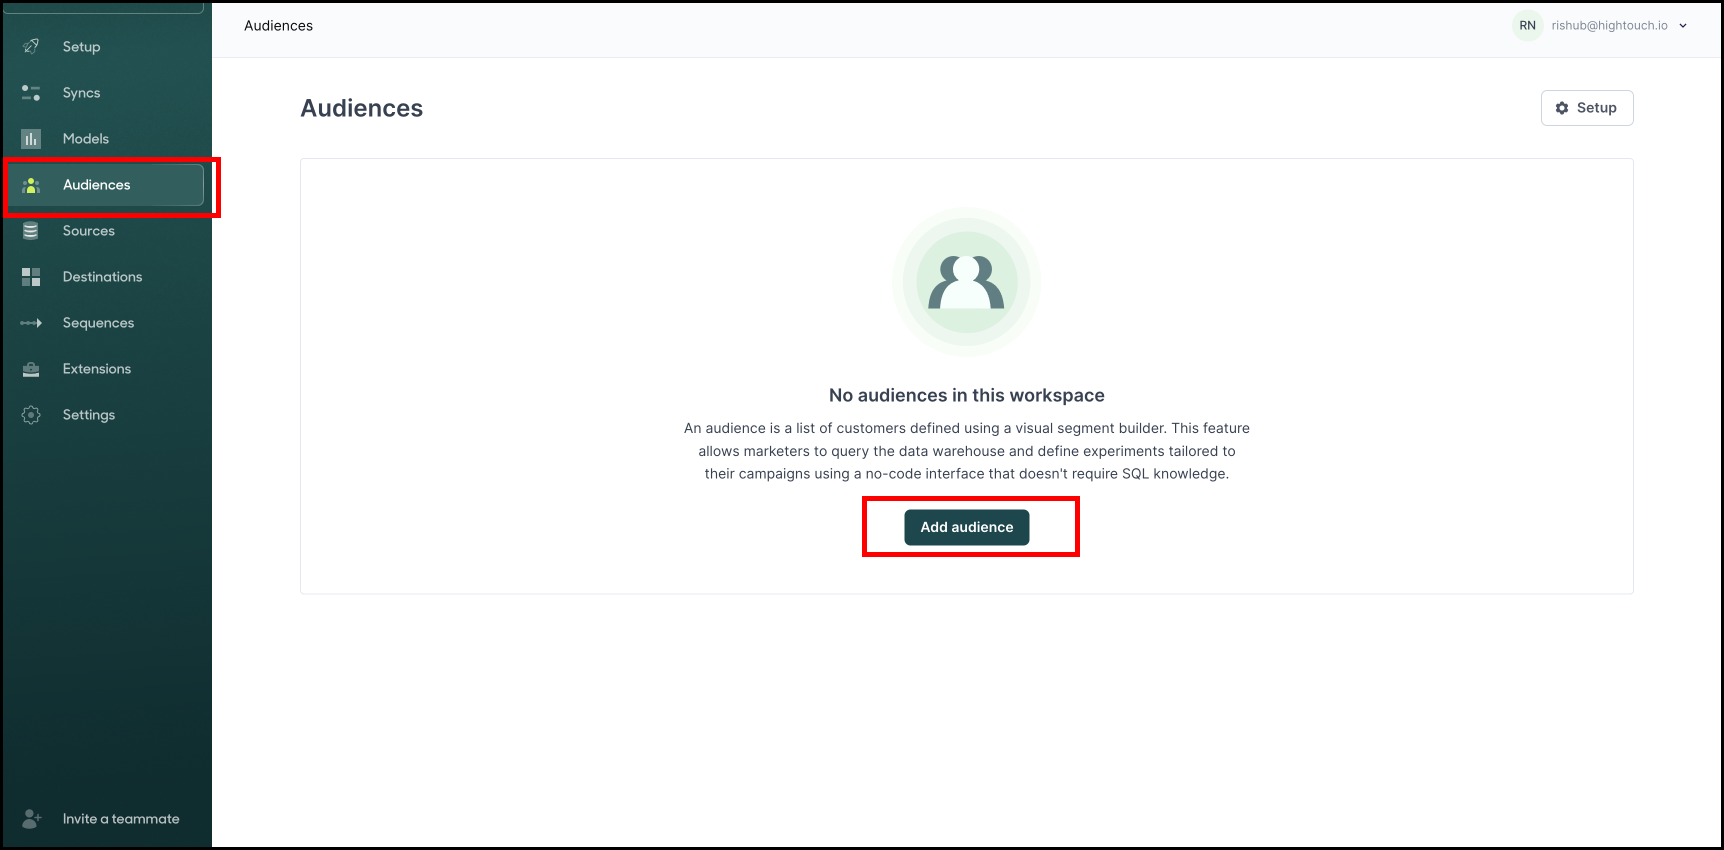 Audiences
RN rishub@hightouch.io
Setup
Syncs
Models
Audiences
Sources
Destinations
Sequences
Extensions
Settings
Invite a teammate
Audiences
Setup
No audiences in this workspace
An audience is a list of customers defined using a visual segment builder. This feature
allows marketers to query the data warehouse and define experiments tailored to
their campaigns using a no-code interface that doesn't require SQL knowledge.
Add audience